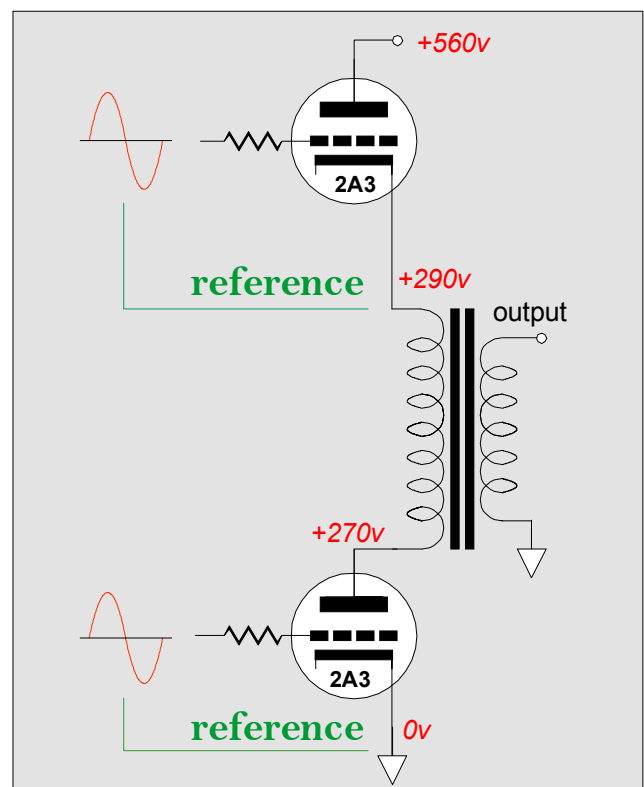 +560v
2A3
reference
+290v
output
+270v
2A3
reference
0v